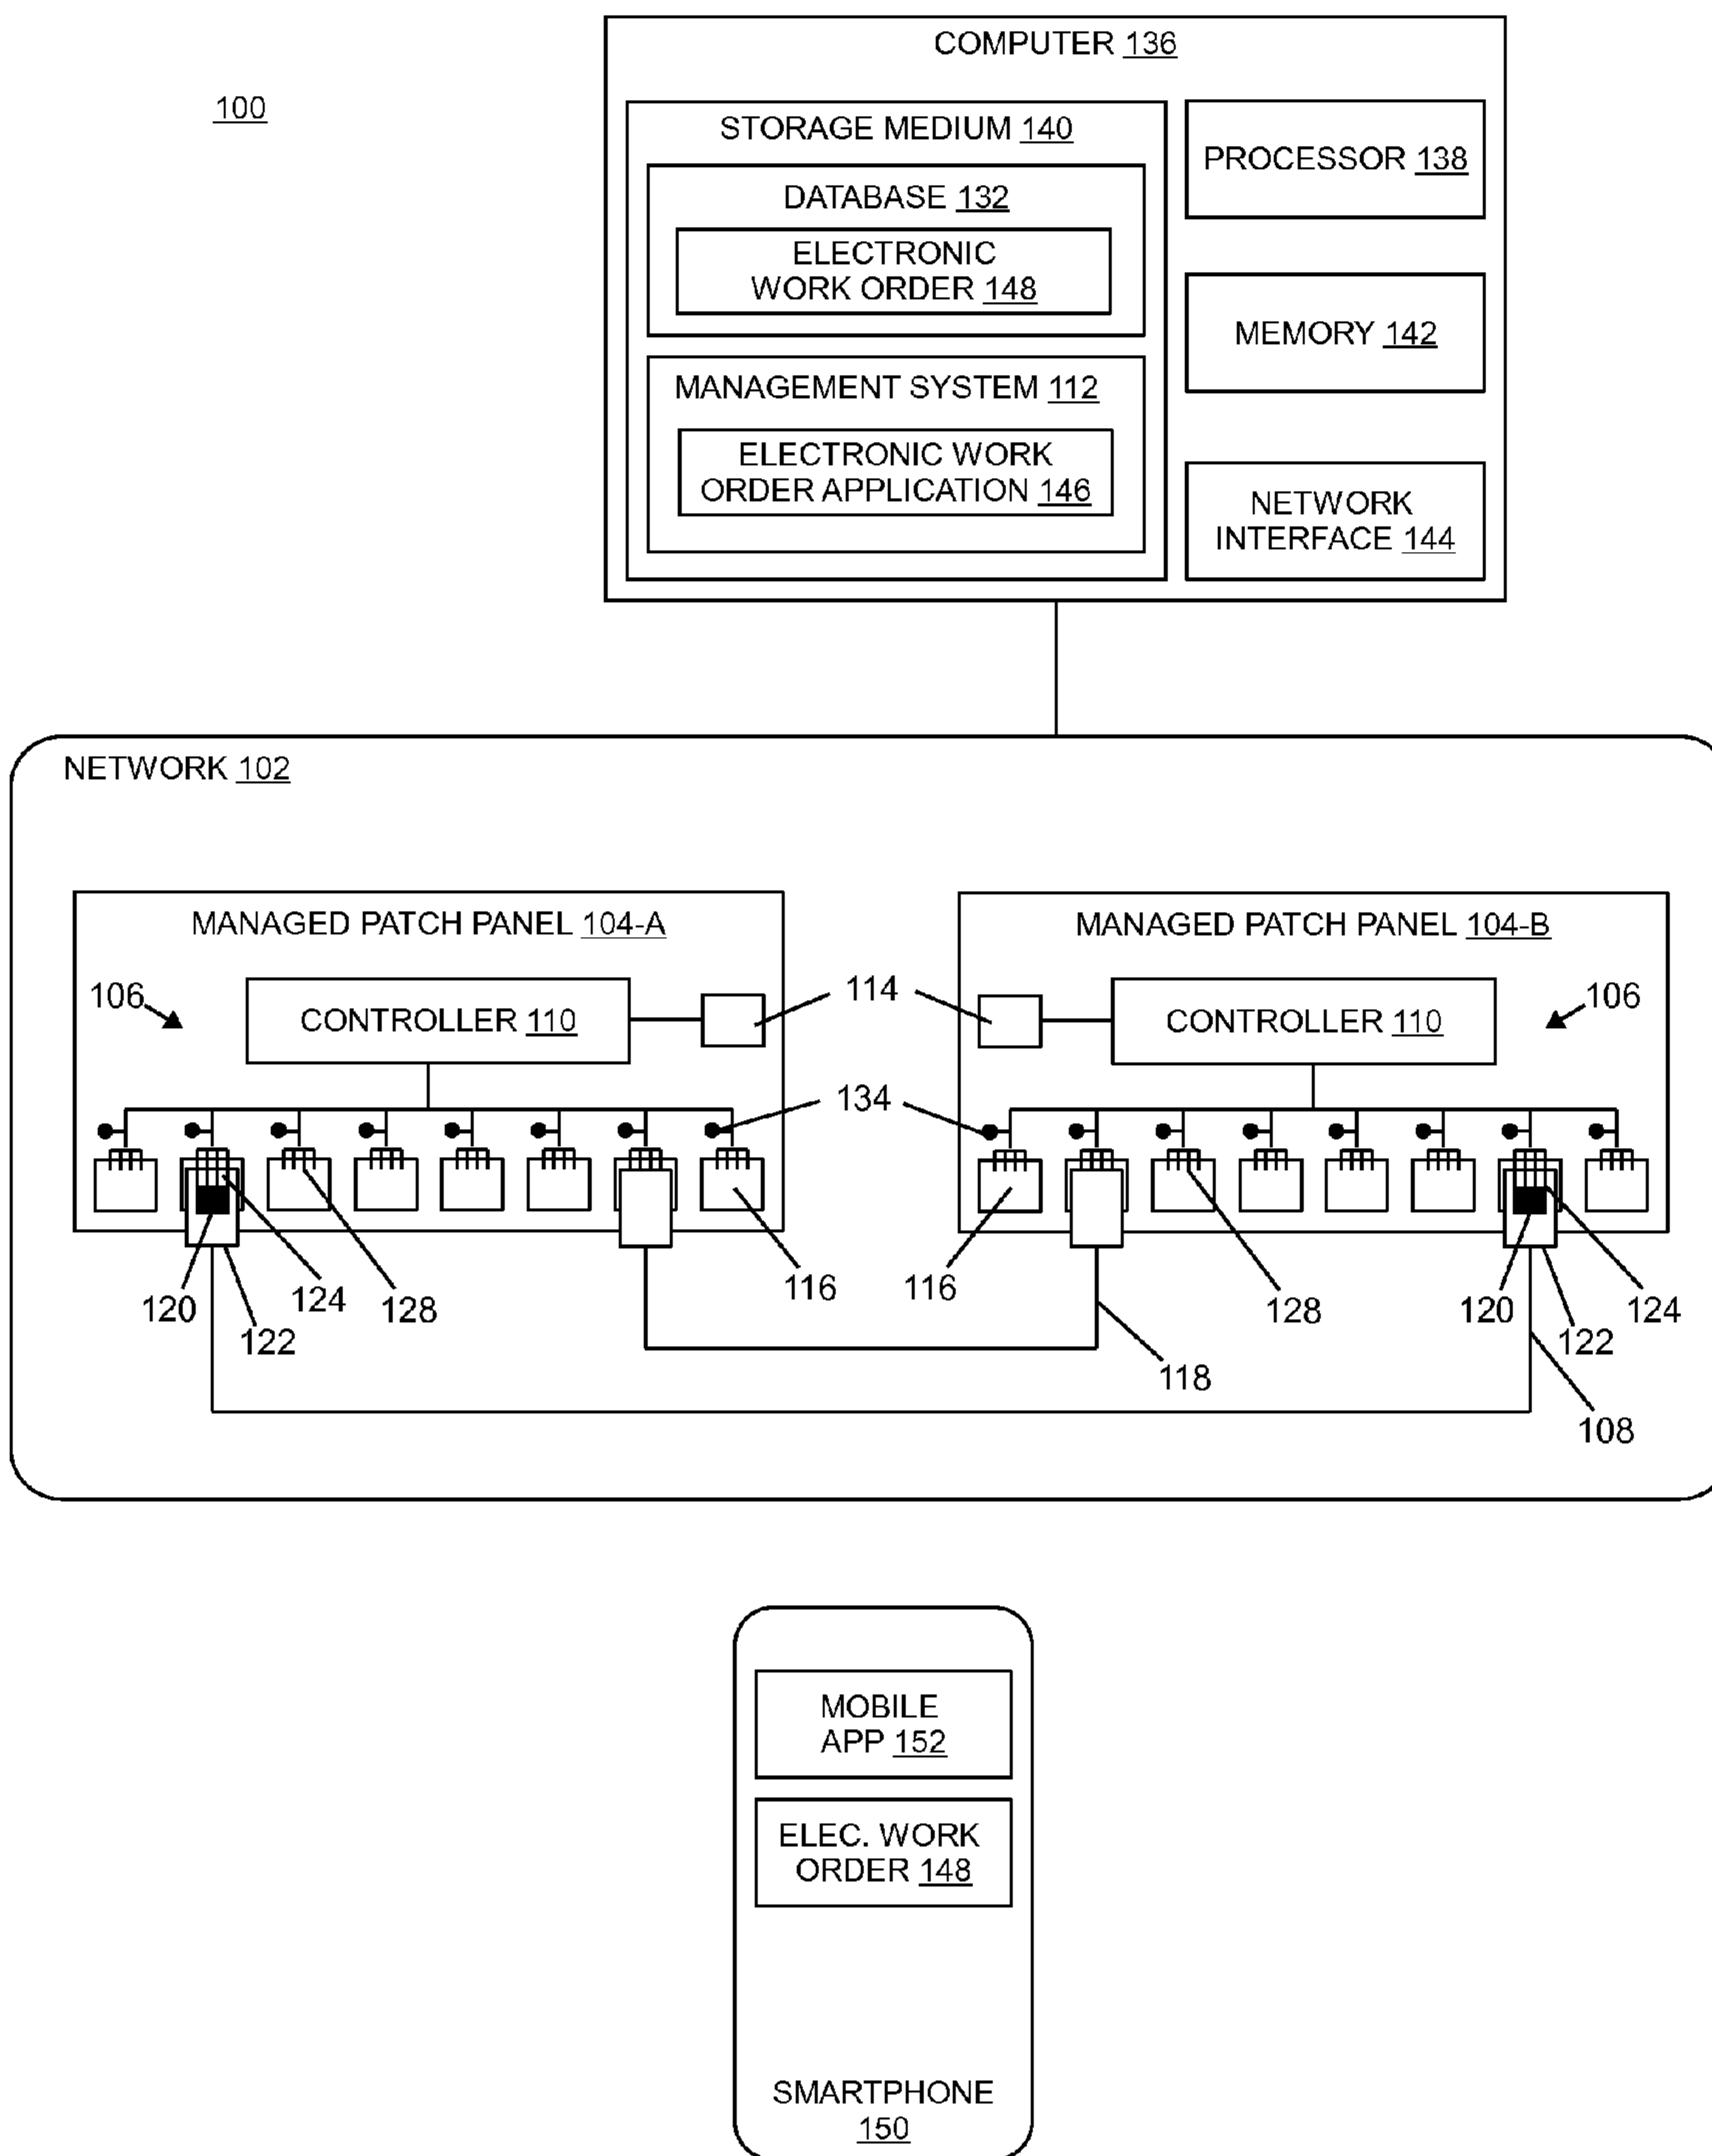 100
COMPUTER 136
STORAGE MEDIUM 140
DATABASE 132
ELECTRONIC
WORK ORDER 148
MANAGEMENT SYSTEM 112
ELECTRONIC WORK
ORDER APPLICATION 146
PROCESSOR 138
MEMORY 142
NETWORK
INTERFACE 144
NETWORK 102
MANAGED PATCH PANEL 104-A
MANAGED PATCH PANEL 104-B
106
CONTROLLER 110
114
CONTROLLER 110
106
134
120
124
128
122
116
116
118
128
120
122
124
108
MOBILE
APP 152
ELEC. WORK
ORDER 148
SMARTPHONE
150